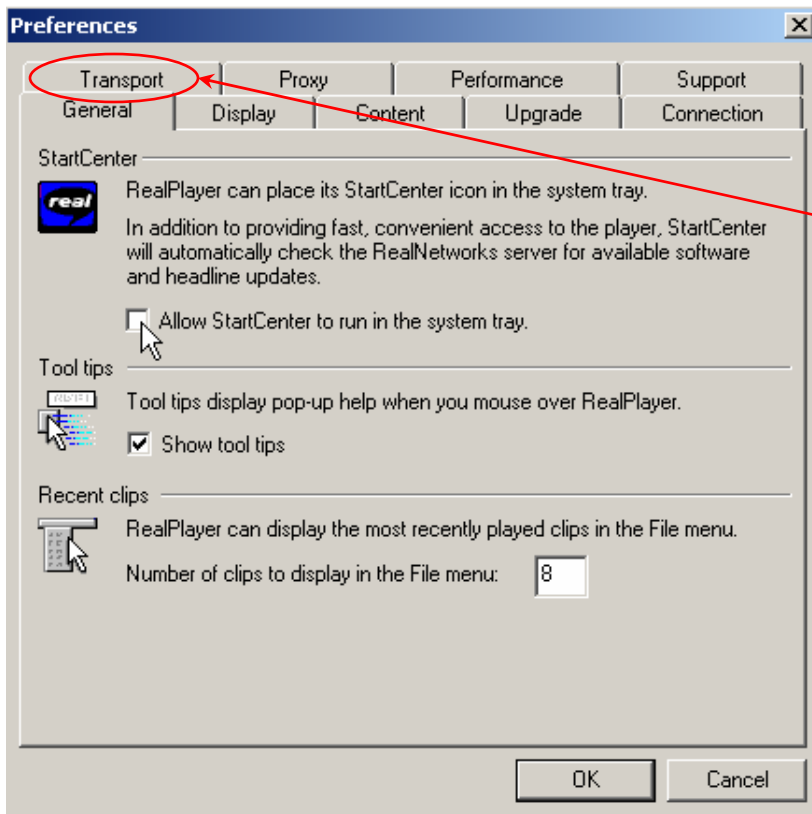 Preferences
Transport Proxy Performance Support
General Display Content Upgrade Connection
StartCenter
real
RealPlayer can place its StartCenter icon in the system tray.
In addition to providing fast, convenient access to the player, StartCenter
will automatically check the RealNetworks server for available software
and headline updates.
Allow StartCenter to run in the system tray.
Tool tips
Tool tips display pop-up help when you mouse over RealPlayer.
Show tool tips
Recent clips
RealPlayer can display the most recently played clips in the File menu.
Number of clips to display in the File menu: 8
OK Cancel